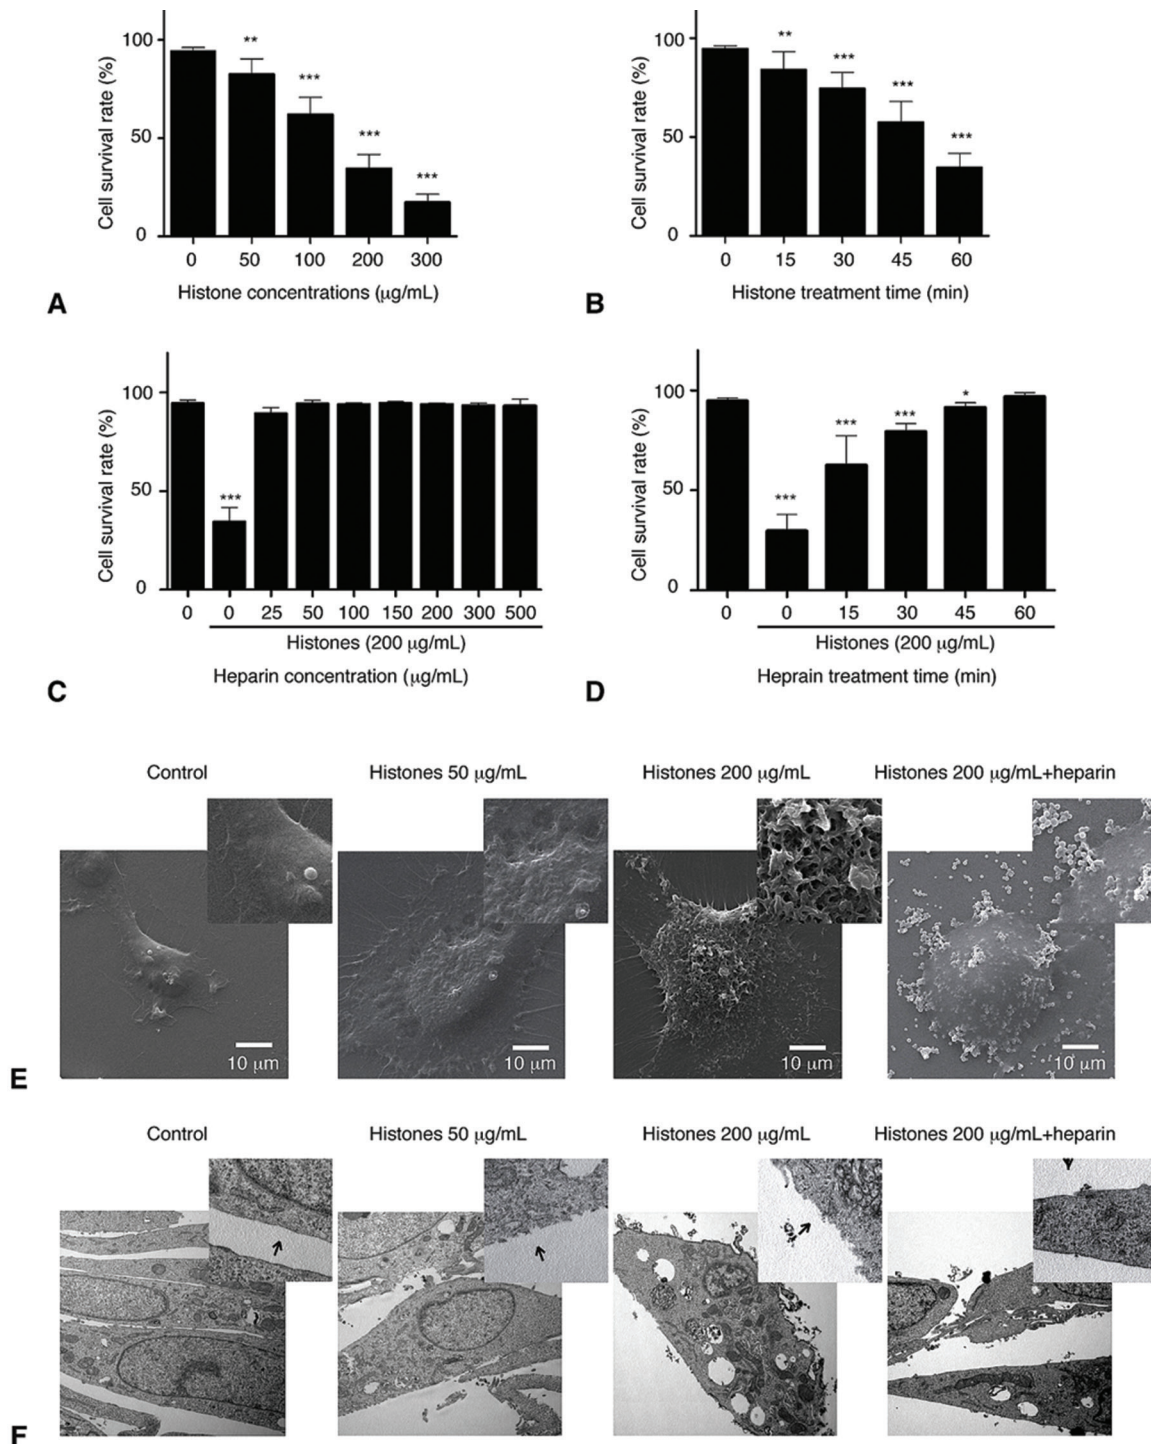 100
50
0
Cell survival rate (%)
** *** *** ***
0 50 100 200 300
Histone concentrations (μg/mL)
A
100
50
0
Cell survival rate (%)
** *** *** ***
0 15 30 45 60
Histone treatment time (min)
B
100
50
0
Cell survival rate (%)
***
0 0 25 50 100 150 200 300 500
Histones (200 μg/mL)
Heparin concentration (μg/mL)
C
100
50
0
Cell survival rate (%)
*** *** *** *
0 0 15 30 45 60
Histones (200 μg/mL)
Heprain treatment time (min)
D
Control Histones 50 μg/mL Histones 200 μg/mL Histones 200 μg/mL+heparin
10 μm 10 μm 10 μm 10 μm
E
Control Histones 50 μg/mL Histones 200 μg/mL Histones 200 μg/mL+heparin